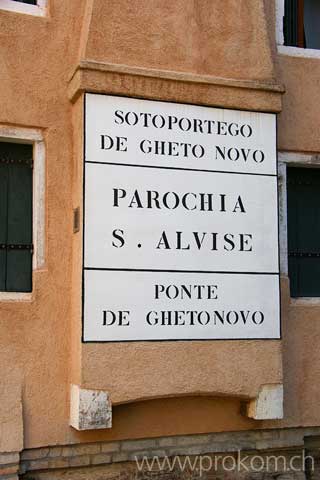 SOTOPORTEGO
DE GHETO NOVO
PAROCHIA
S. ALVISE
PONTE
DE GHETONOVO
www.prokom.ch